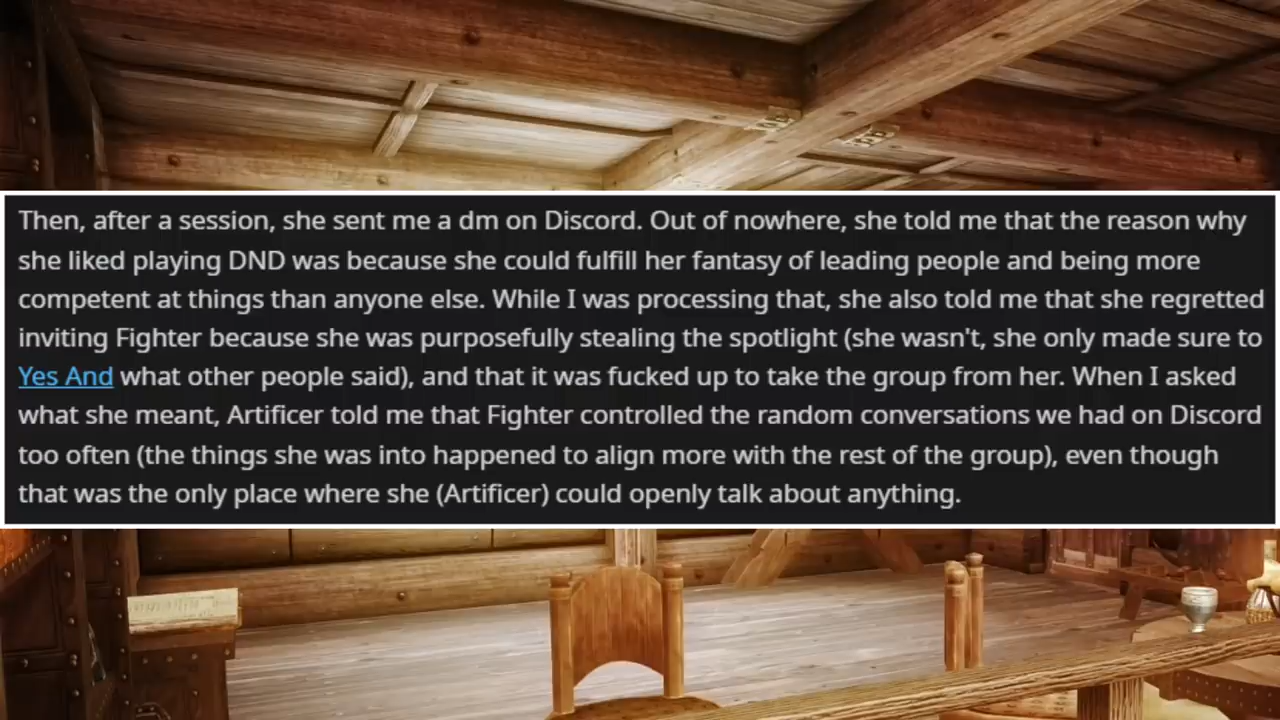 Then, after a session, she sent me a dm on Discord. Out of nowhere, she told me that the reason why
she liked playing DND was because she could fulfill her fantasy of leading people and being more
competent at things than anyone else. While I was processing that, she also told me that she regretted
inviting Fighter because she was purposefully stealing the spotlight (she wasn't, she only made sure to
Yes And what other people said), and that it was fucked up to take the group from her. When I asked
what she meant, Artificer told me that Fighter controlled the random conversations we had on Discord
too often (the things she was into happened to align more with the rest of the group), even though
that was the only place where she (Artificer) could openly talk about anything.